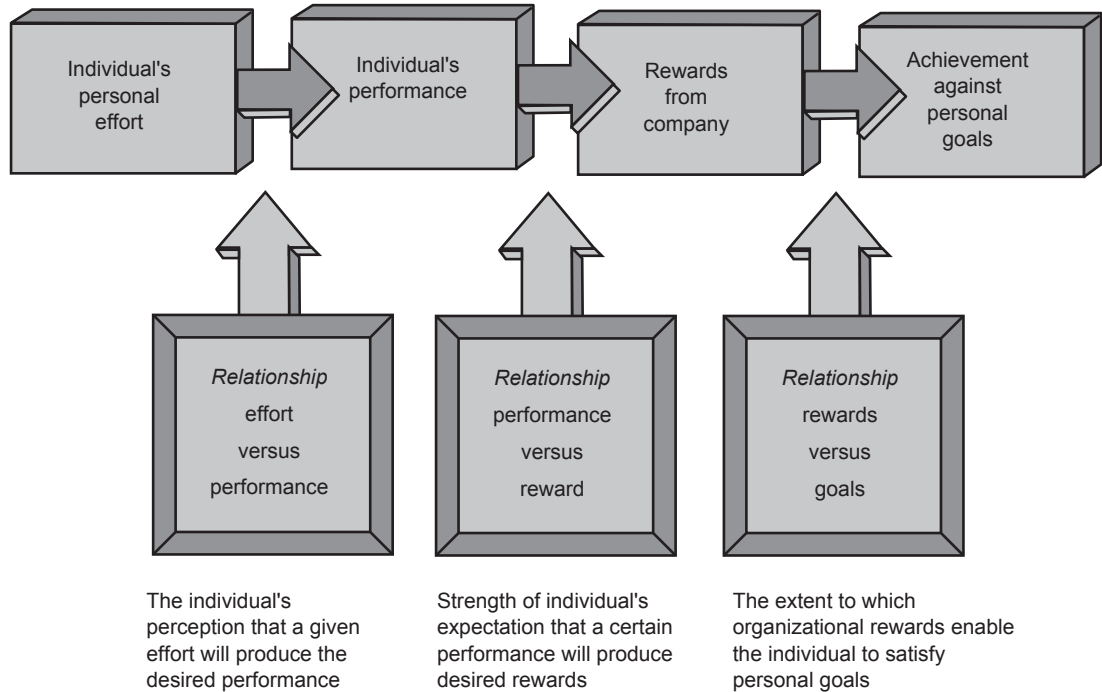 Individual's
personal
effort
Individual's
performance
Rewards
from
company
Achievement
against
personal
goals
Relationship
effort
versus
performance
Relationship
performance
versus
reward
Relationship
rewards
versus
goals
The individual's
perception that a given
effort will produce the
desired performance
Strength of individual's
expectation that a certain
performance will produce
desired rewards
The extent to which
organizational rewards enable
the individual to satisfy
personal goals